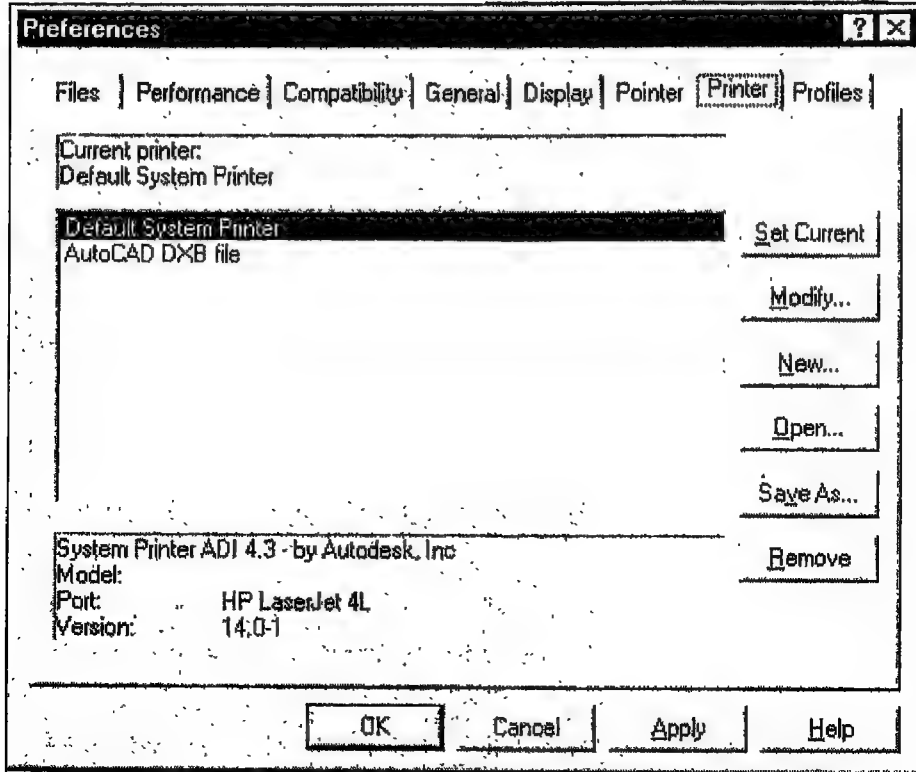 Preferences
Files Performance Compatibility General Display Pointer Printer Profiles
Current printer:
Default System Printer
Default System Printer
AutoCAD DXB file
Set Current
Modify...
New...
Open...
Save As...
Remove
System Printer ADI 4.3 - by Autodesk, Inc
Model:
Port: HP LaserJet 4L
Version: 14.0-1
OK Cancel Apply Help